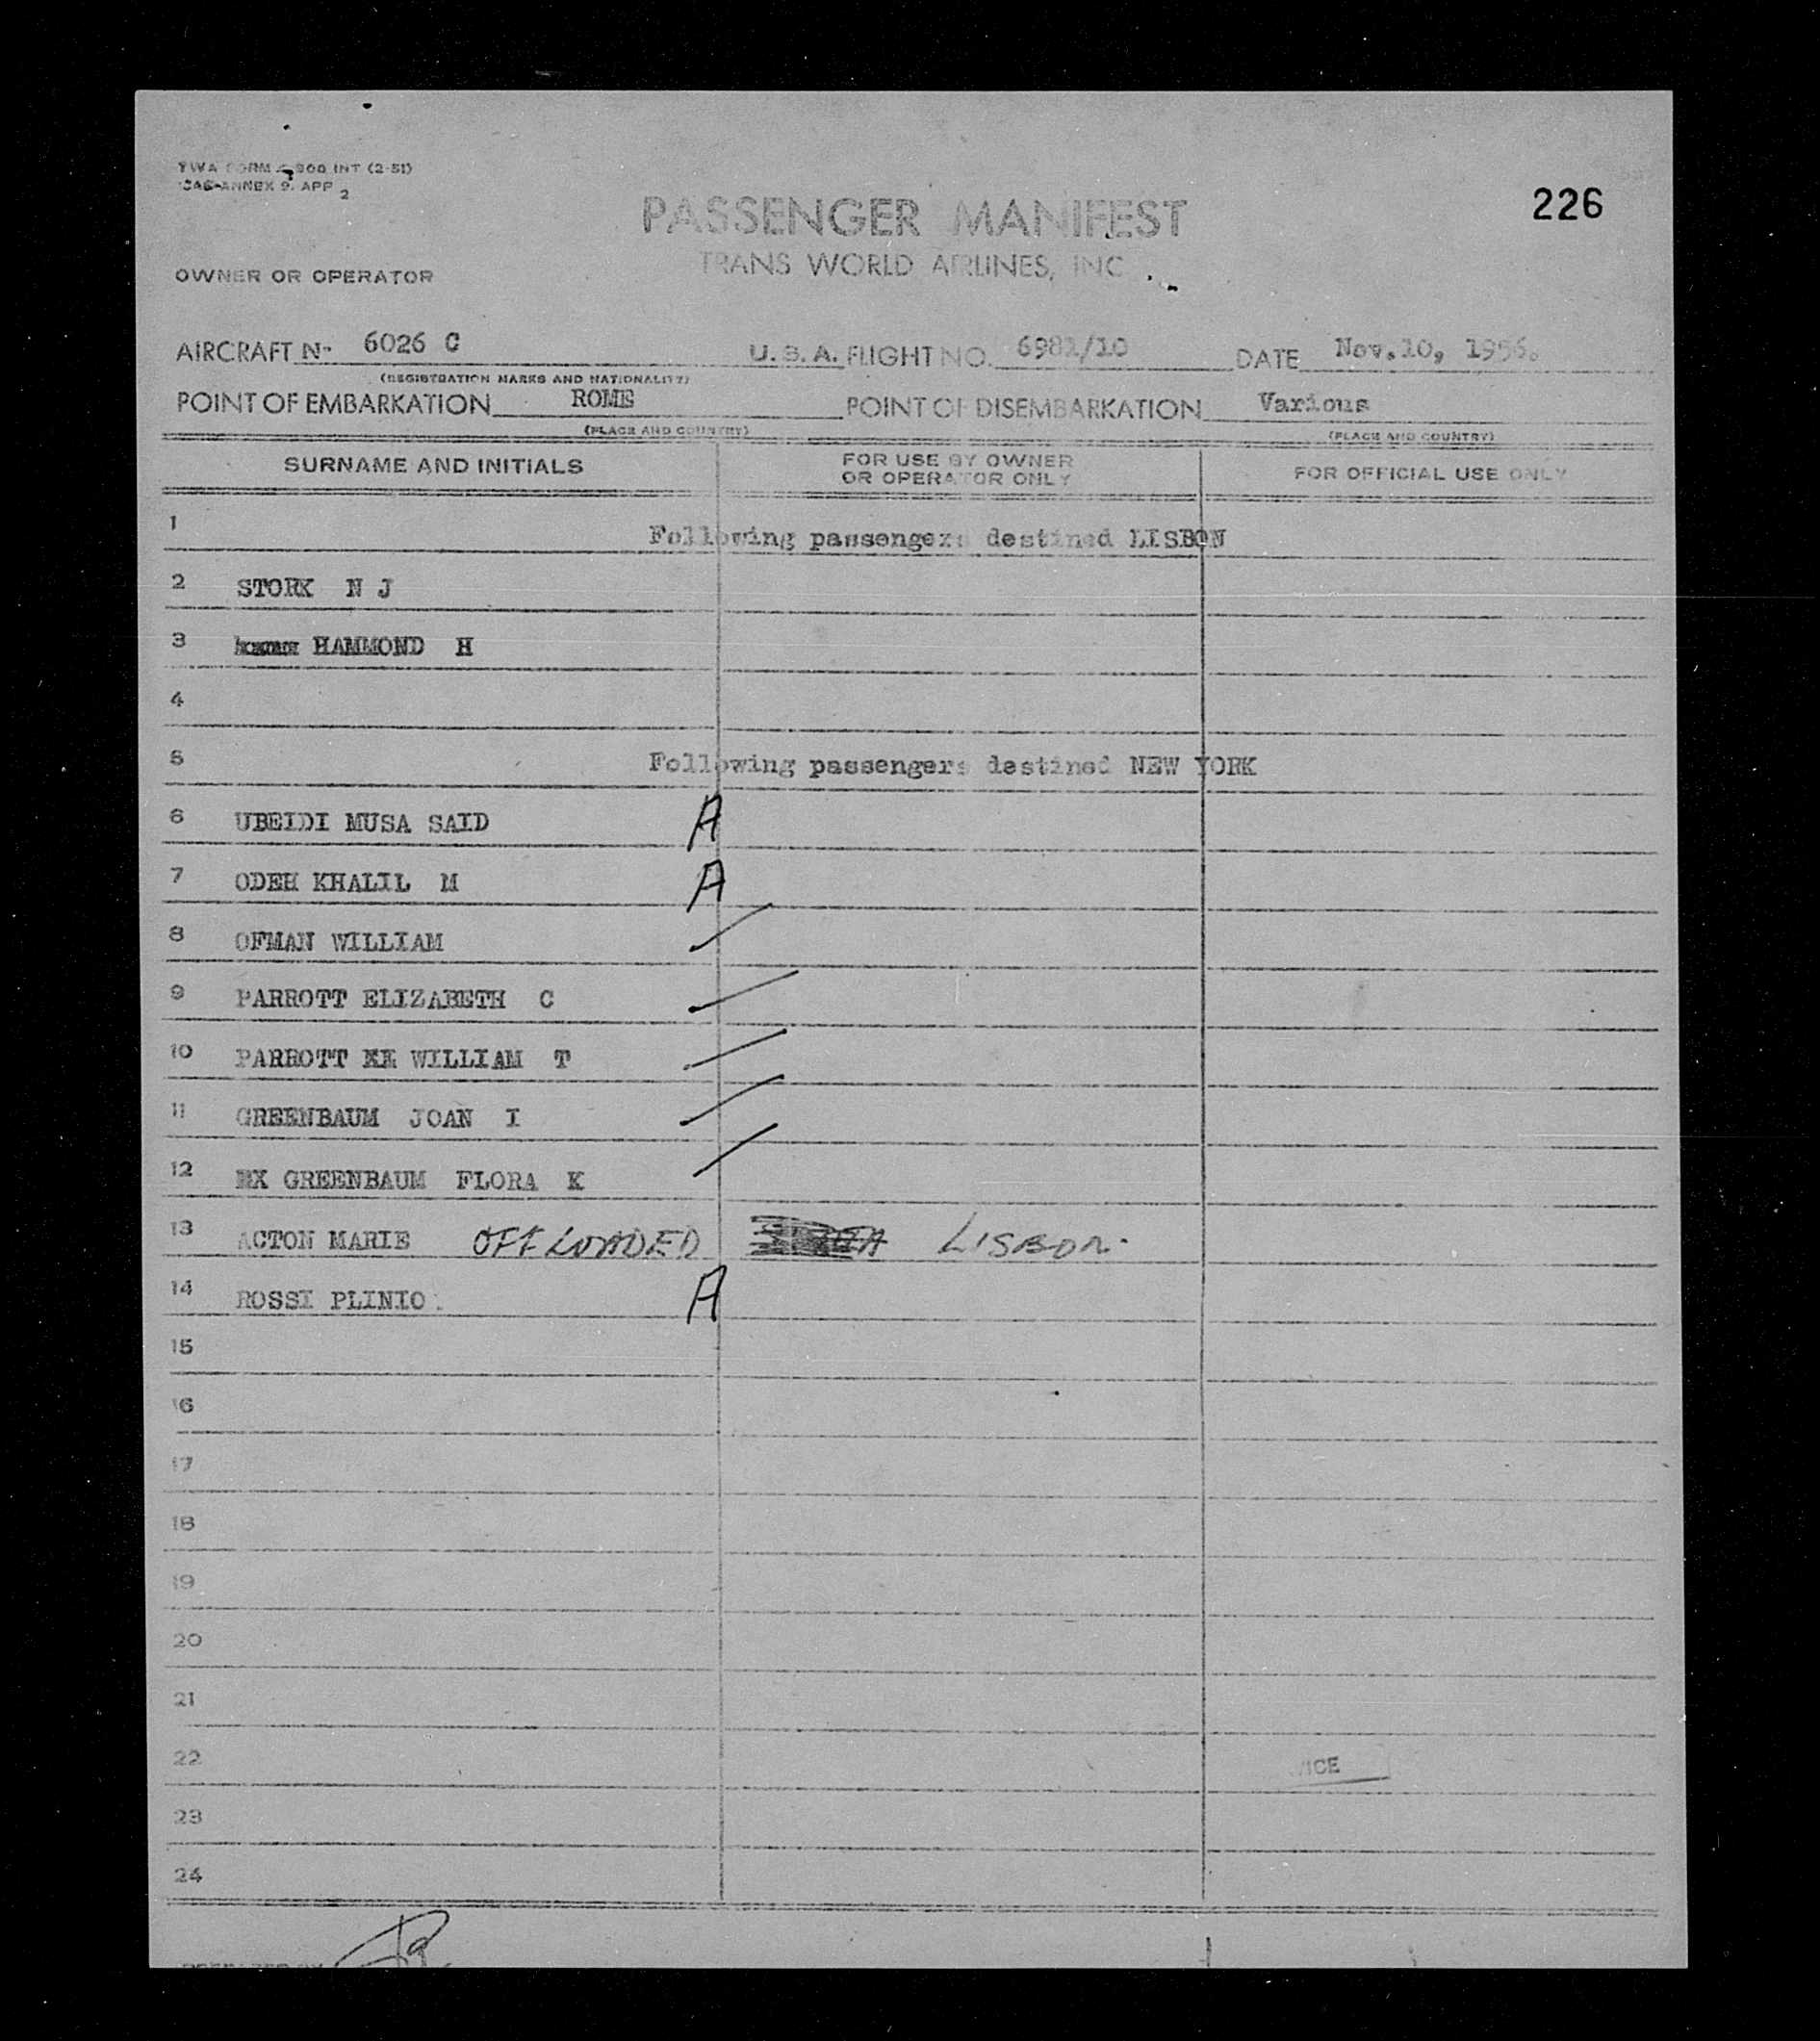 TWA FORM 900 INT (2-51)
ANNEX 9. APP 2
226
PASSENGER MANIFEST
TRANS WORLD AIRLINES, INC.
OWNER OR OPERATOR
AIRCRAFT No. 6026 C U.S.A. FLIGHT NO. 6981/10 DATE Nov.10, 1956.
(REGISTRATION MARKS AND NATIONALITY)
POINT OF EMBARKATION ROME POINT OF DISEMBARKATION Various
(PLACE AND COUNTRY) (PLACE AND COUNTRY)
SURNAME AND INITIALS FOR USE BY OWNER OR OPERATOR ONLY FOR OFFICIAL USE ONLY
1 Following passengers destined LISBON
2 STORK N J
3 HAMMOND H
4
5 Following passengers destined NEW YORK
6 UBEIDI MUSA SAID A
7 ODEH KHALIL M A
8 OFMAN WILLIAM
9 PARROTT ELIZABETH C
10 PARROTT WILLIAM T
11 GREENBAUM JOAN I
12 GREENBAUM FLORA K
13 ACTON MARIE OFFLOADED LISBON.
14 ROSSI PLINIO. A
15
16
17
18
19
20
21
22
23
24